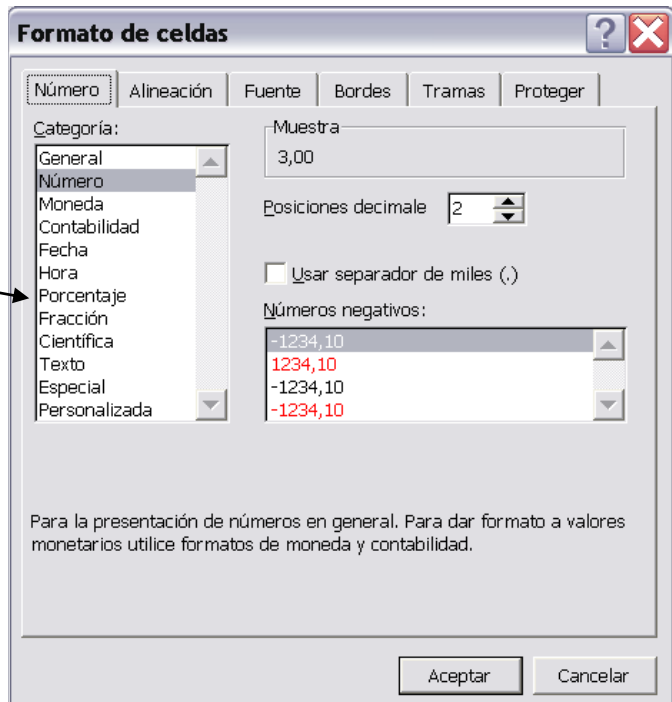 Formato de celdas
?
Número Alineación Fuente Bordes Tramas Proteger
Categoría:
General
Número
Moneda
Contabilidad
Fecha
Hora
Porcentaje
Fracción
Científica
Texto
Especial
Personalizada
Muestra
3,00
Posiciones decimale 2
Usar separador de miles (.)
Números negativos:
-1234,10
1234,10
-1234,10
-1234,10
Para la presentación de números en general. Para dar formato a valores
monetarios utilice formatos de moneda y contabilidad.
Aceptar Cancelar